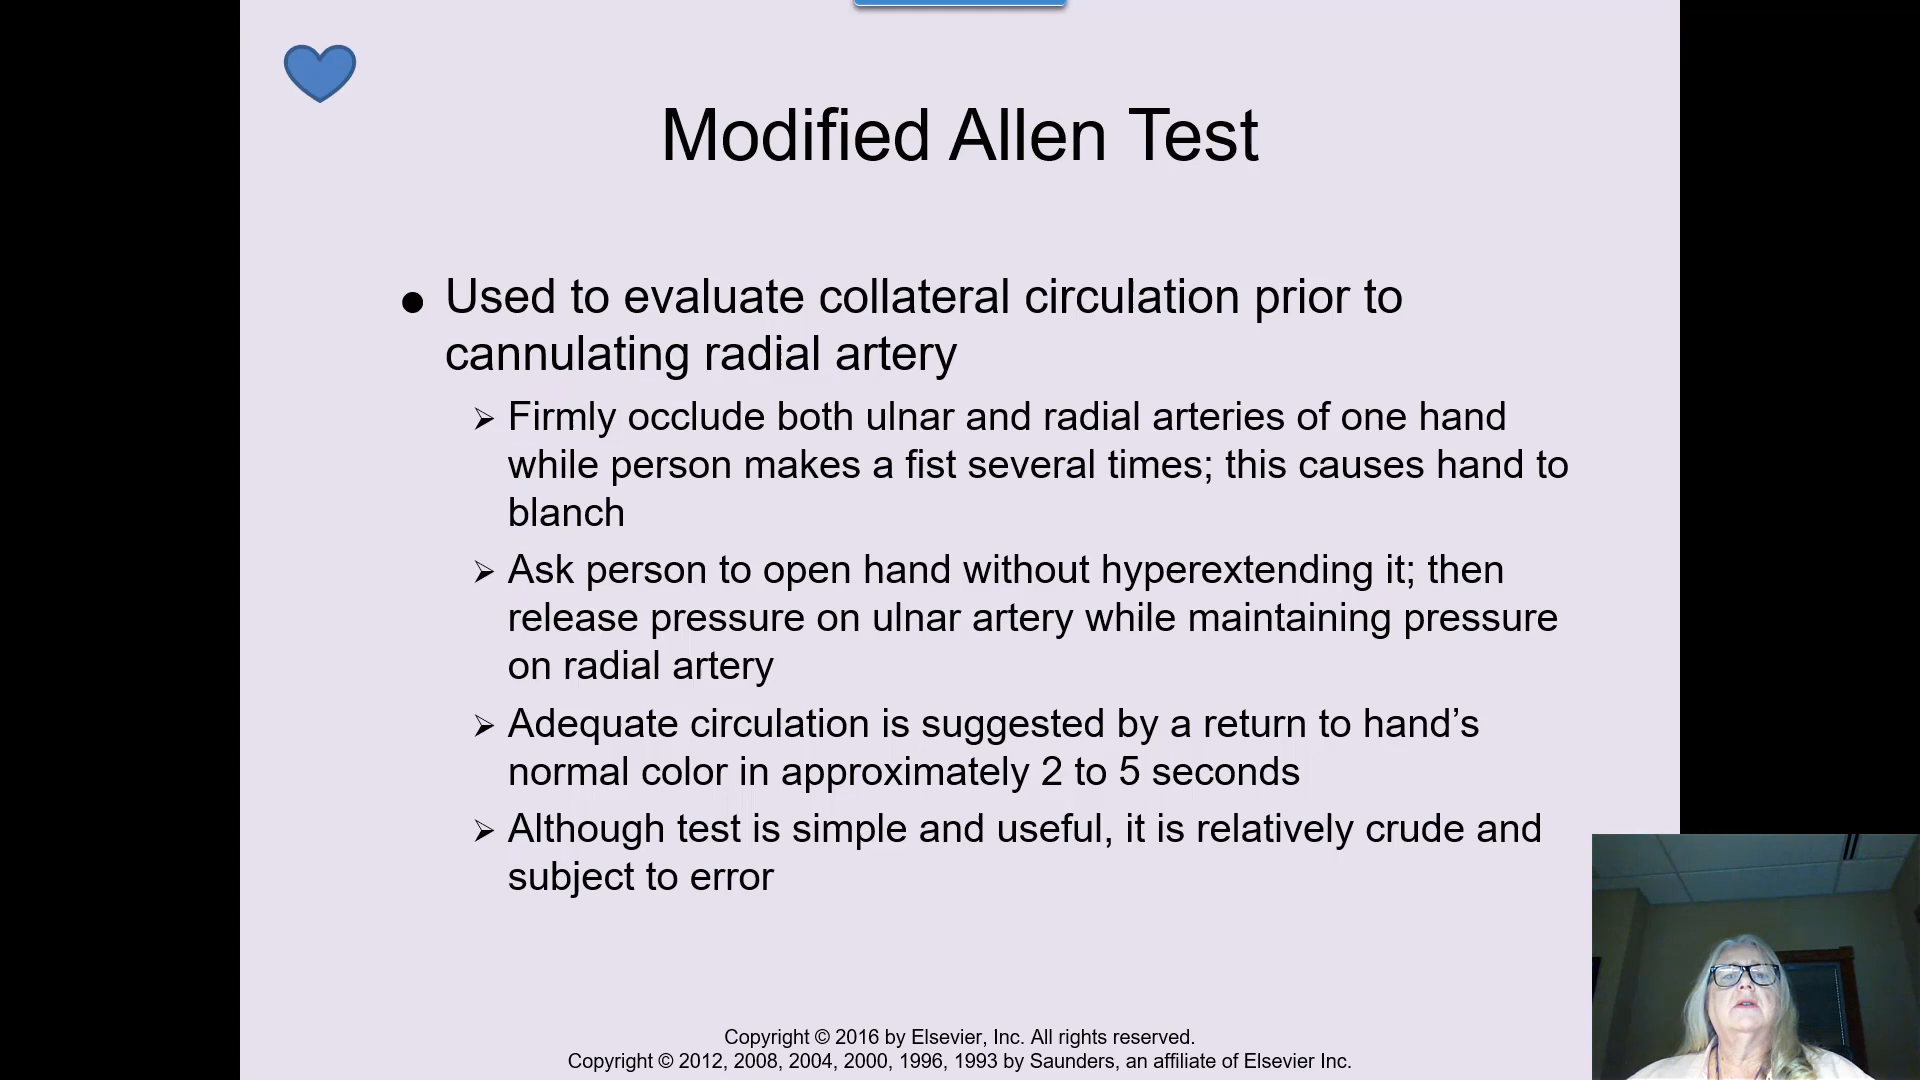 Modified Allen Test
● Used to evaluate collateral circulation prior to
cannulating radial artery
➢ Firmly occlude both ulnar and radial arteries of one hand
while person makes a fist several times; this causes hand to
blanch
➢ Ask person to open hand without hyperextending it; then
release pressure on ulnar artery while maintaining pressure
on radial artery
➢ Adequate circulation is suggested by a return to hand’s
normal color in approximately 2 to 5 seconds
➢ Although test is simple and useful, it is relatively crude and
subject to error
Copyright © 2016 by Elsevier, Inc. All rights reserved.
Copyright © 2012, 2008, 2004, 2000, 1996, 1993 by Saunders, an affiliate of Elsevier Inc.